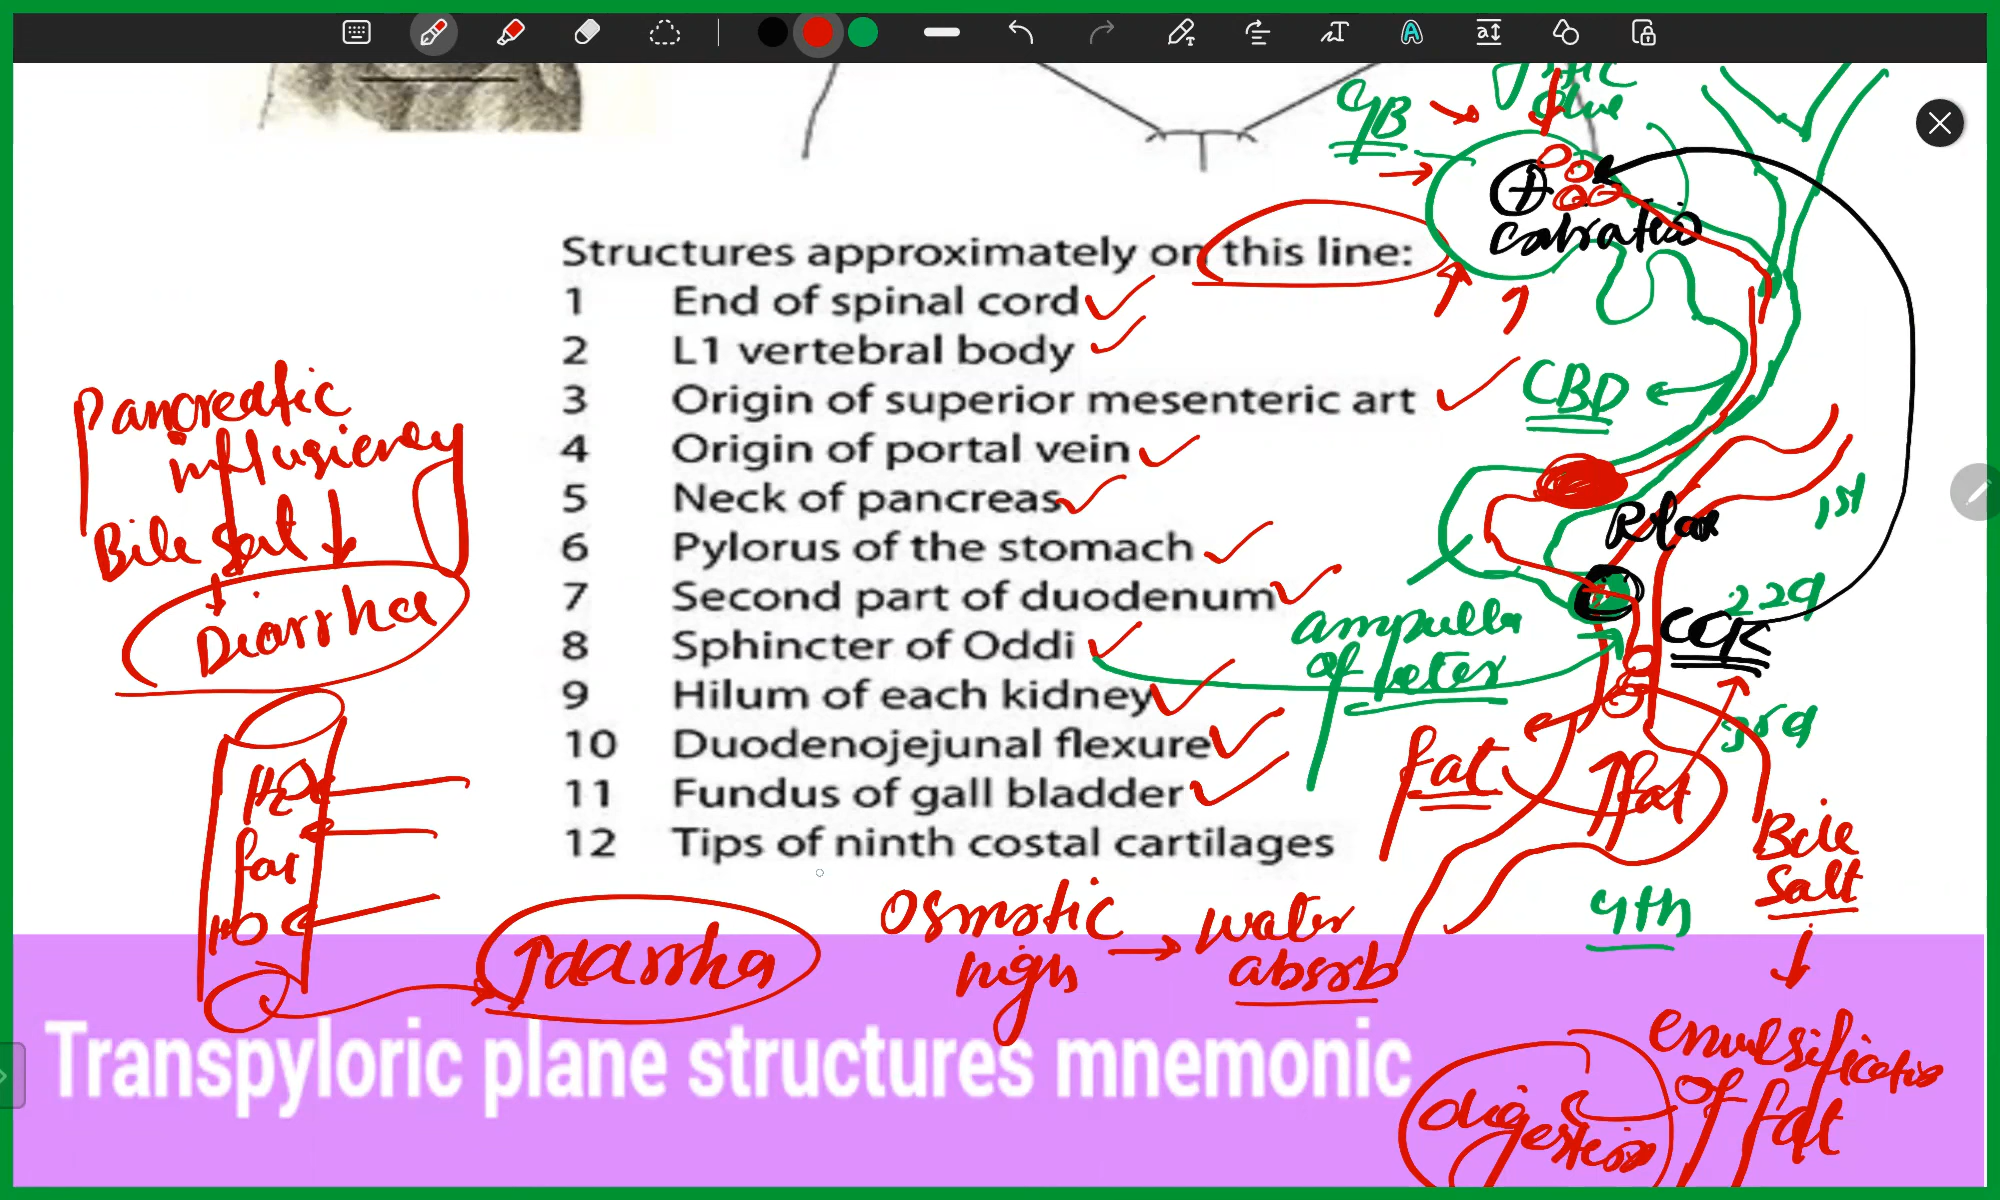 GB
Structures approximately on this line:
1 End of spinal cord
2 L1 vertebral body
3 Origin of superior mesenteric art
4 Origin of portal vein
5 Neck of pancreas
6 Pylorus of the stomach
7 Second part of duodenum
8 Sphincter of Oddi
9 Hilum of each kidney
10 Duodenojejunal flexure
11 Fundus of gall bladder
12 Tips of ninth costal cartilages
CBD
1st
Relax
CCK
ampulla
of veter
3rd
fat
↑fat
4th
Bile
Salt
Pancreatic
Bile salt
Diarrhea
H2O
fat
H2O
Osmotic
high
→ water
absorb
emulsification
of fat
digestion
Transpyloric plane structures mnemonic